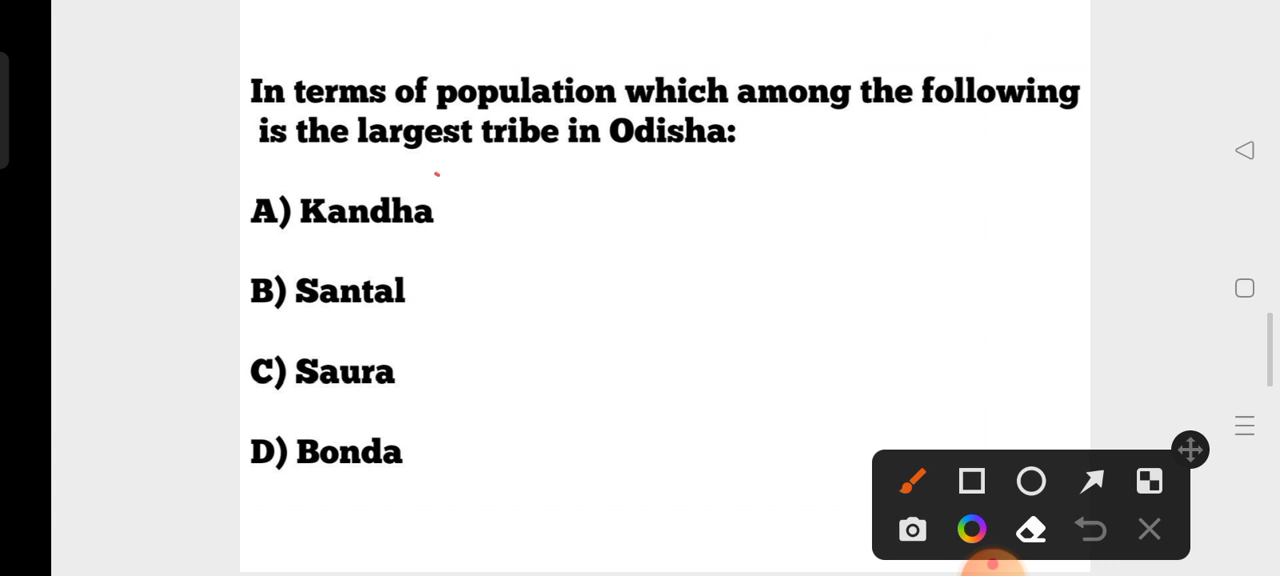 In terms of population which among the following
is the largest tribe in Odisha:
A) Kandha
B) Santal
C) Saura
D) Bonda